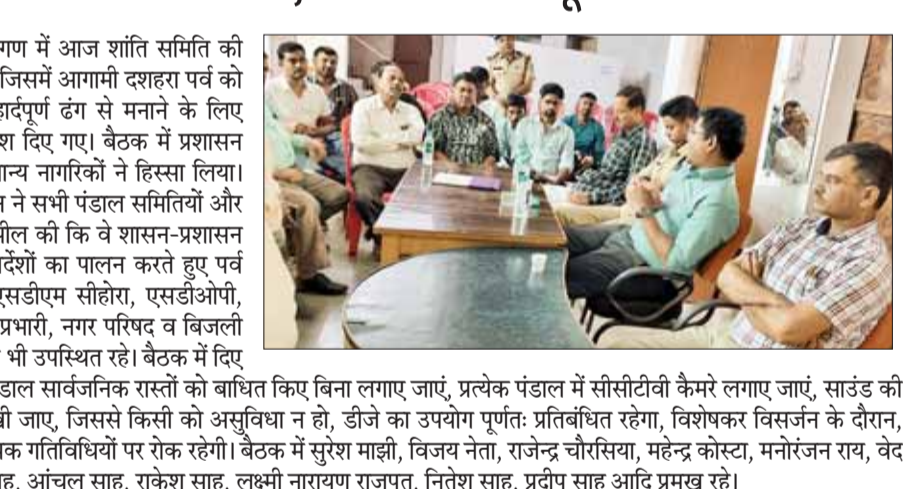 गण में आज शांति समिति की
जिसमें आगामी दशहरा पर्व को
हार्दपूर्ण ढंग से मनाने के लिए
श दिए गए। बैठक में प्रशासन
ान्य नागरिकों ने हिस्सा लिया।
न ने सभी पंडाल समितियों और
पील की कि वे शासन-प्रशासन
र्देशों का पालन करते हुए पर्व
एसडीएम सीहोरा, एसडीओपी,
प्रभारी, नगर परिषद व बिजली
भी उपस्थित रहे। बैठक में दिए
डाल सार्वजनिक रास्तों को बाधित किए बिना लगाए जाएं, प्रत्येक पंडाल में सीसीटीवी कैमरे लगाए जाएं, साउंड की
खी जाए, जिससे किसी को असुविधा न हो, डीजे का उपयोग पूर्णतः प्रतिबंधित रहेगा, विशेषकर विसर्जन के दौरान,
क गतिविधियों पर रोक रहेगी। बैठक में सुरेश माझी, विजय नेता, राजेन्द्र चौरसिया, महेन्द्र कोस्टा, मनोरंजन राय, वेद
आंचल साहू, राकेश साहू, लक्ष्मी नारायण राजपूत, नितेश साहू, प्रदीप साहू आदि प्रमुख रहे।